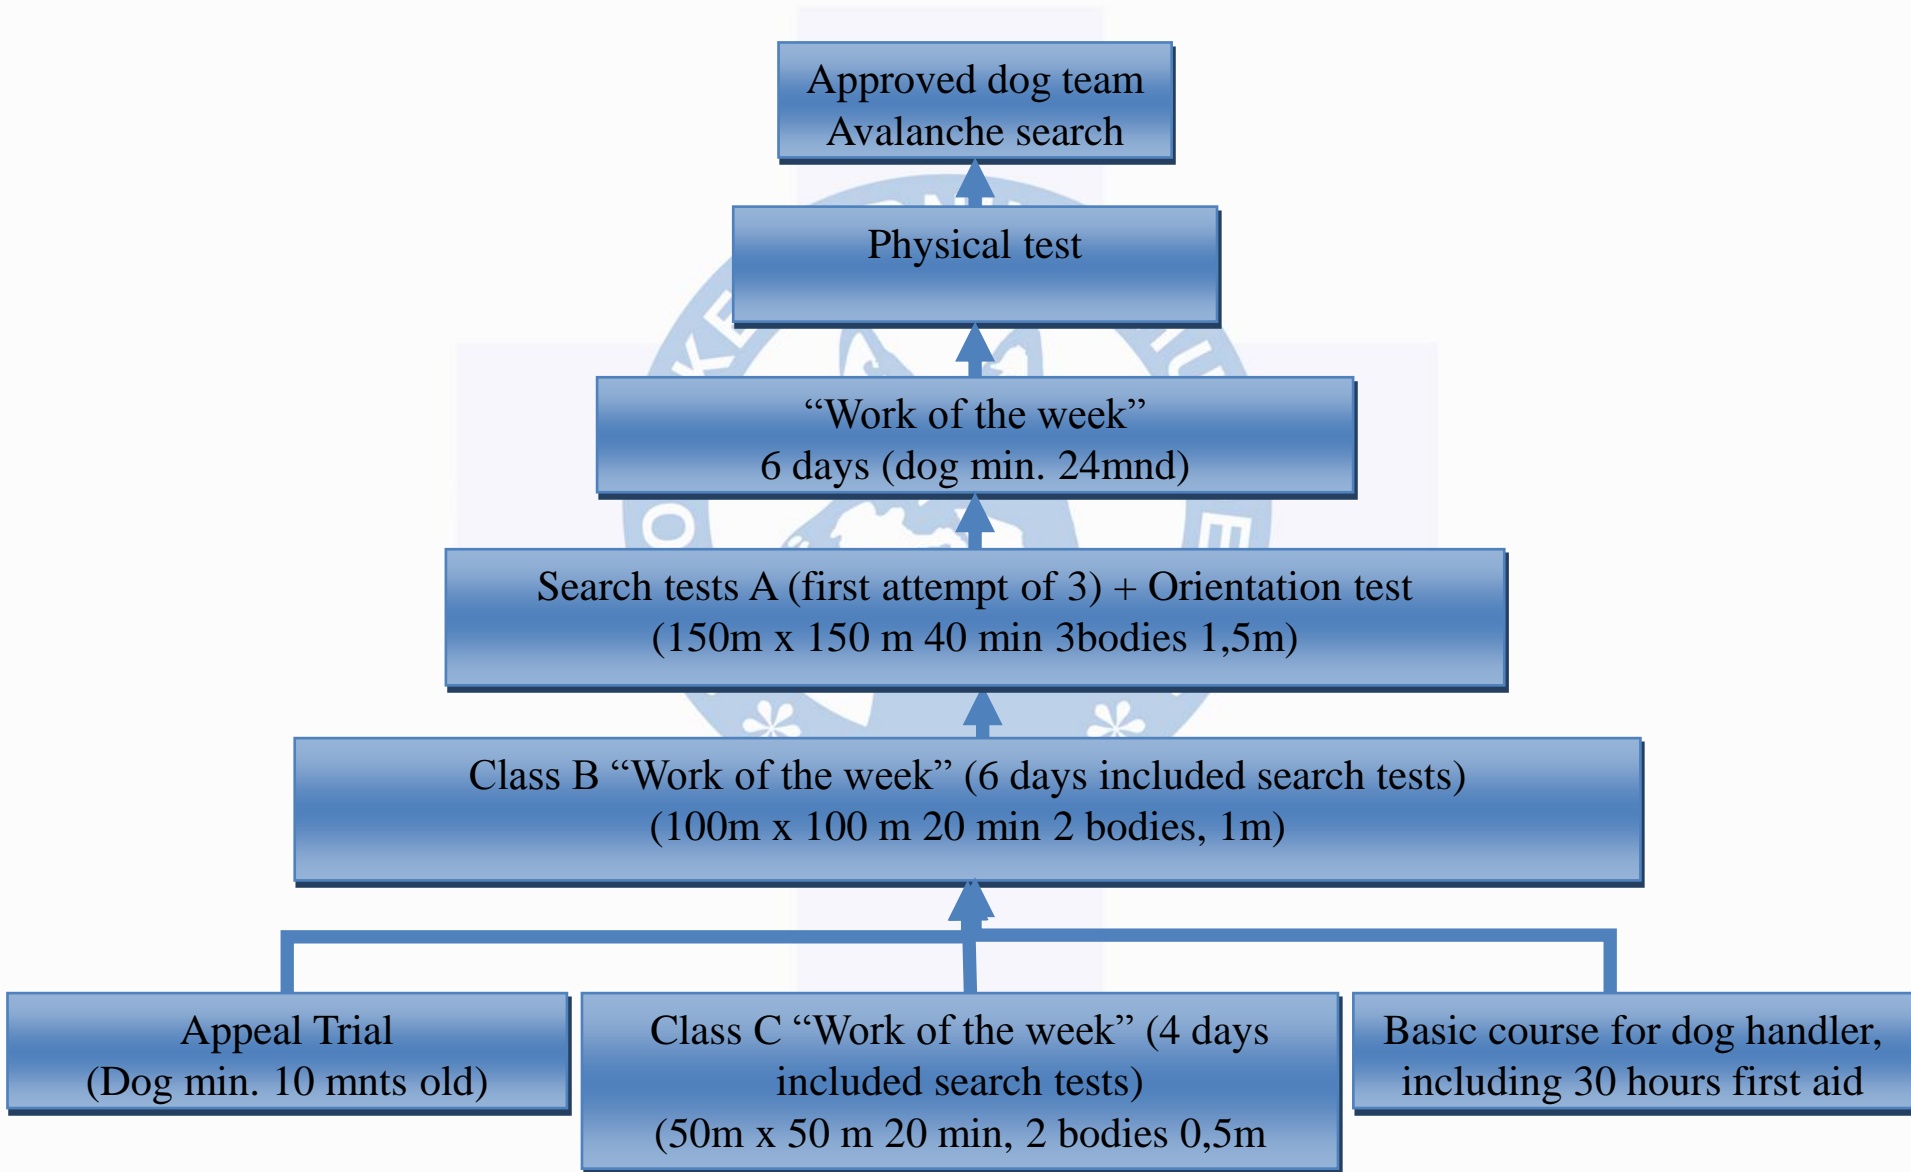 Approved dog team
Avalanche search
Physical test
“Work of the week”
6 days (dog min. 24mnd)
Search tests A (first attempt of 3) + Orientation test
(150m x 150 m 40 min 3bodies 1,5m)
Class B “Work of the week” (6 days included search tests)
(100m x 100 m 20 min 2 bodies, 1m)
Appeal Trial
(Dog min. 10 mnts old)
Class C “Work of the week” (4 days
included search tests)
(50m x 50 m 20 min, 2 bodies 0,5m
Basic course for dog handler,
including 30 hours first aid